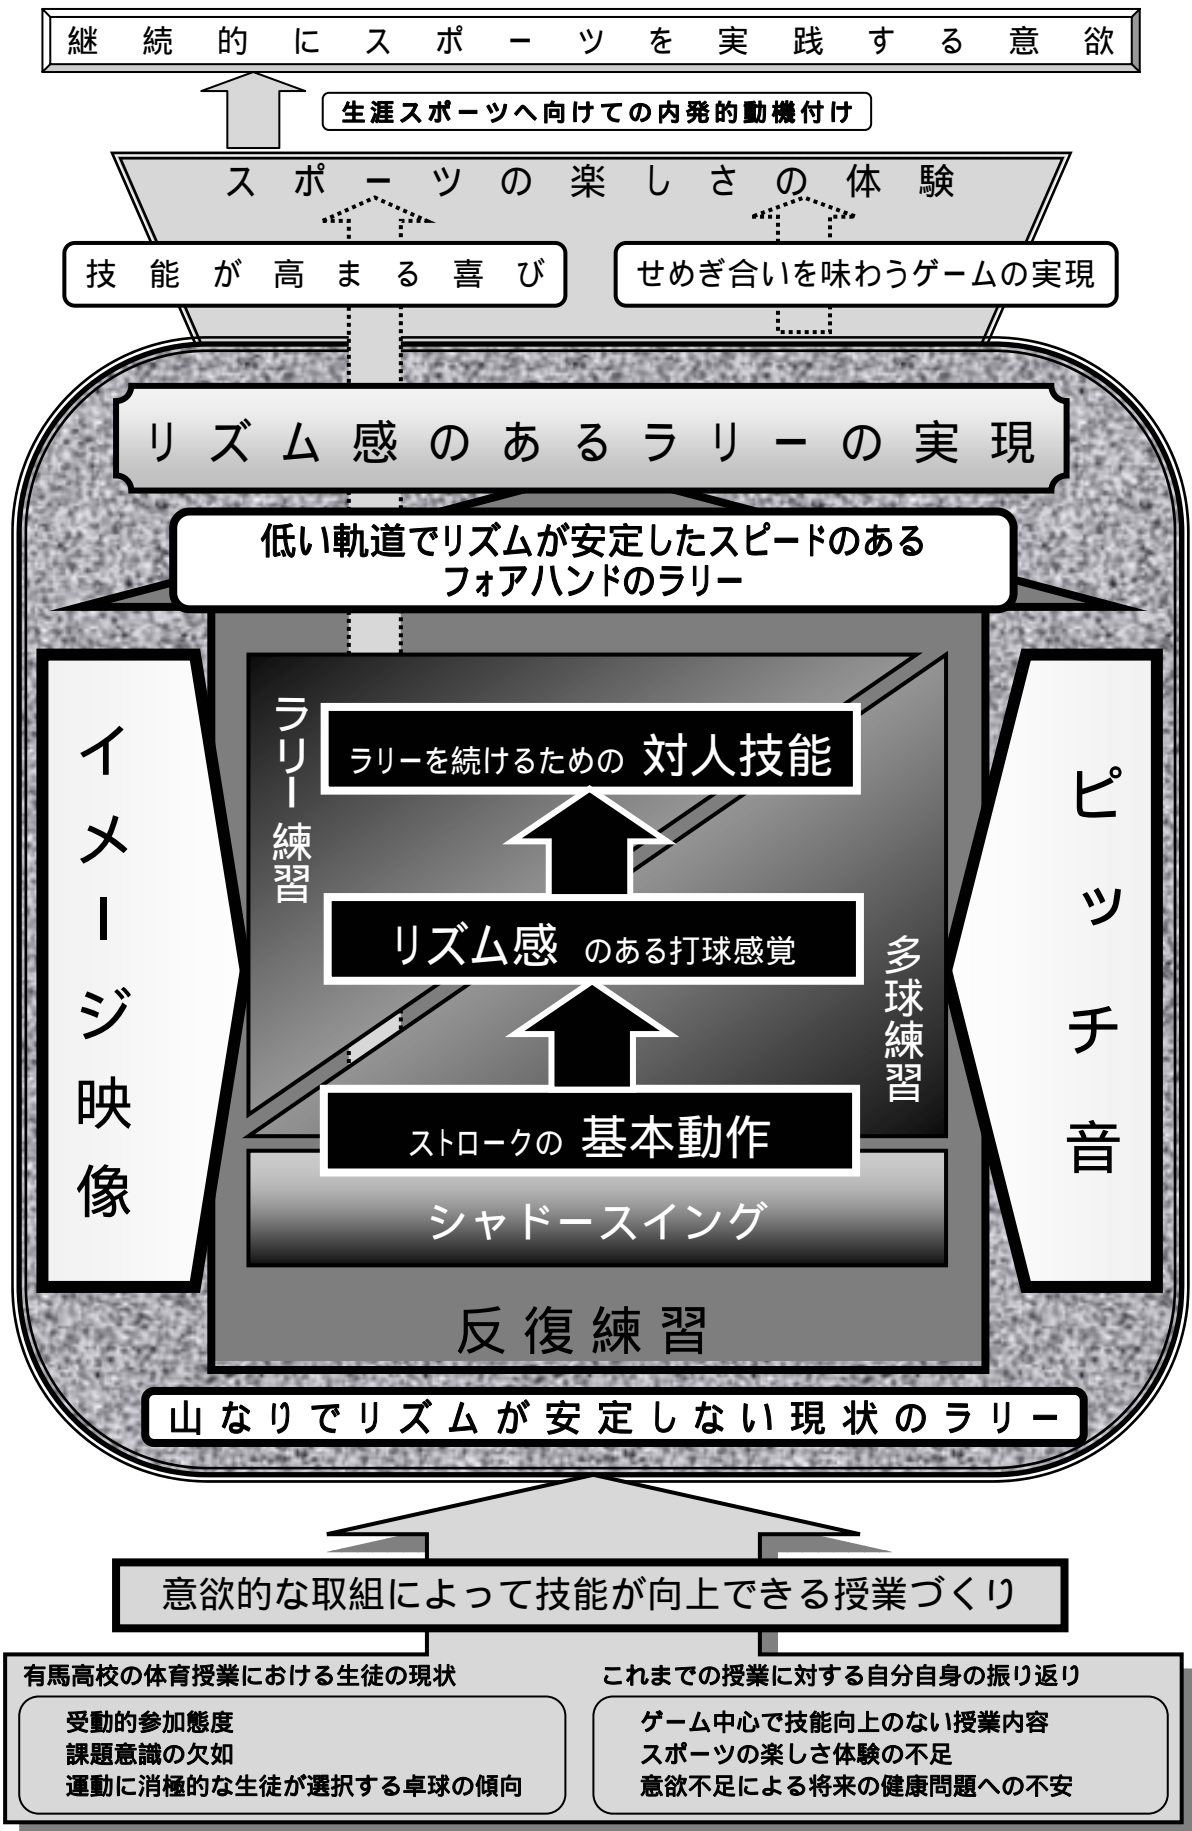 継続的にスポーツを実践する意欲
生涯スポーツへ向けての内発的動機付け
スポーツの楽しさの体験
技能が高まる喜び
せめぎ合いを味わうゲームの実現
リズム感のあるラリーの実現
低い軌道でリズムが安定したスピードのある
フォアハンドのラリー
イメージ映像
ピッチ音
ラリー練習
ラリーを続けるための 対人技能
リズム感 のある打球感覚
多球練習
ストロークの 基本動作
シャドースイング
反復練習
山なりでリズムが安定しない現状のラリー
意欲的な取組によって技能が向上できる授業づくり
有馬高校の体育授業における生徒の現状
受動的参加態度
課題意識の欠如
運動に消極的な生徒が選択する卓球の傾向
これまでの授業に対する自分自身の振り返り
ゲーム中心で技能向上のない授業内容
スポーツの楽しさ体験の不足
意欲不足による将来の健康問題への不安